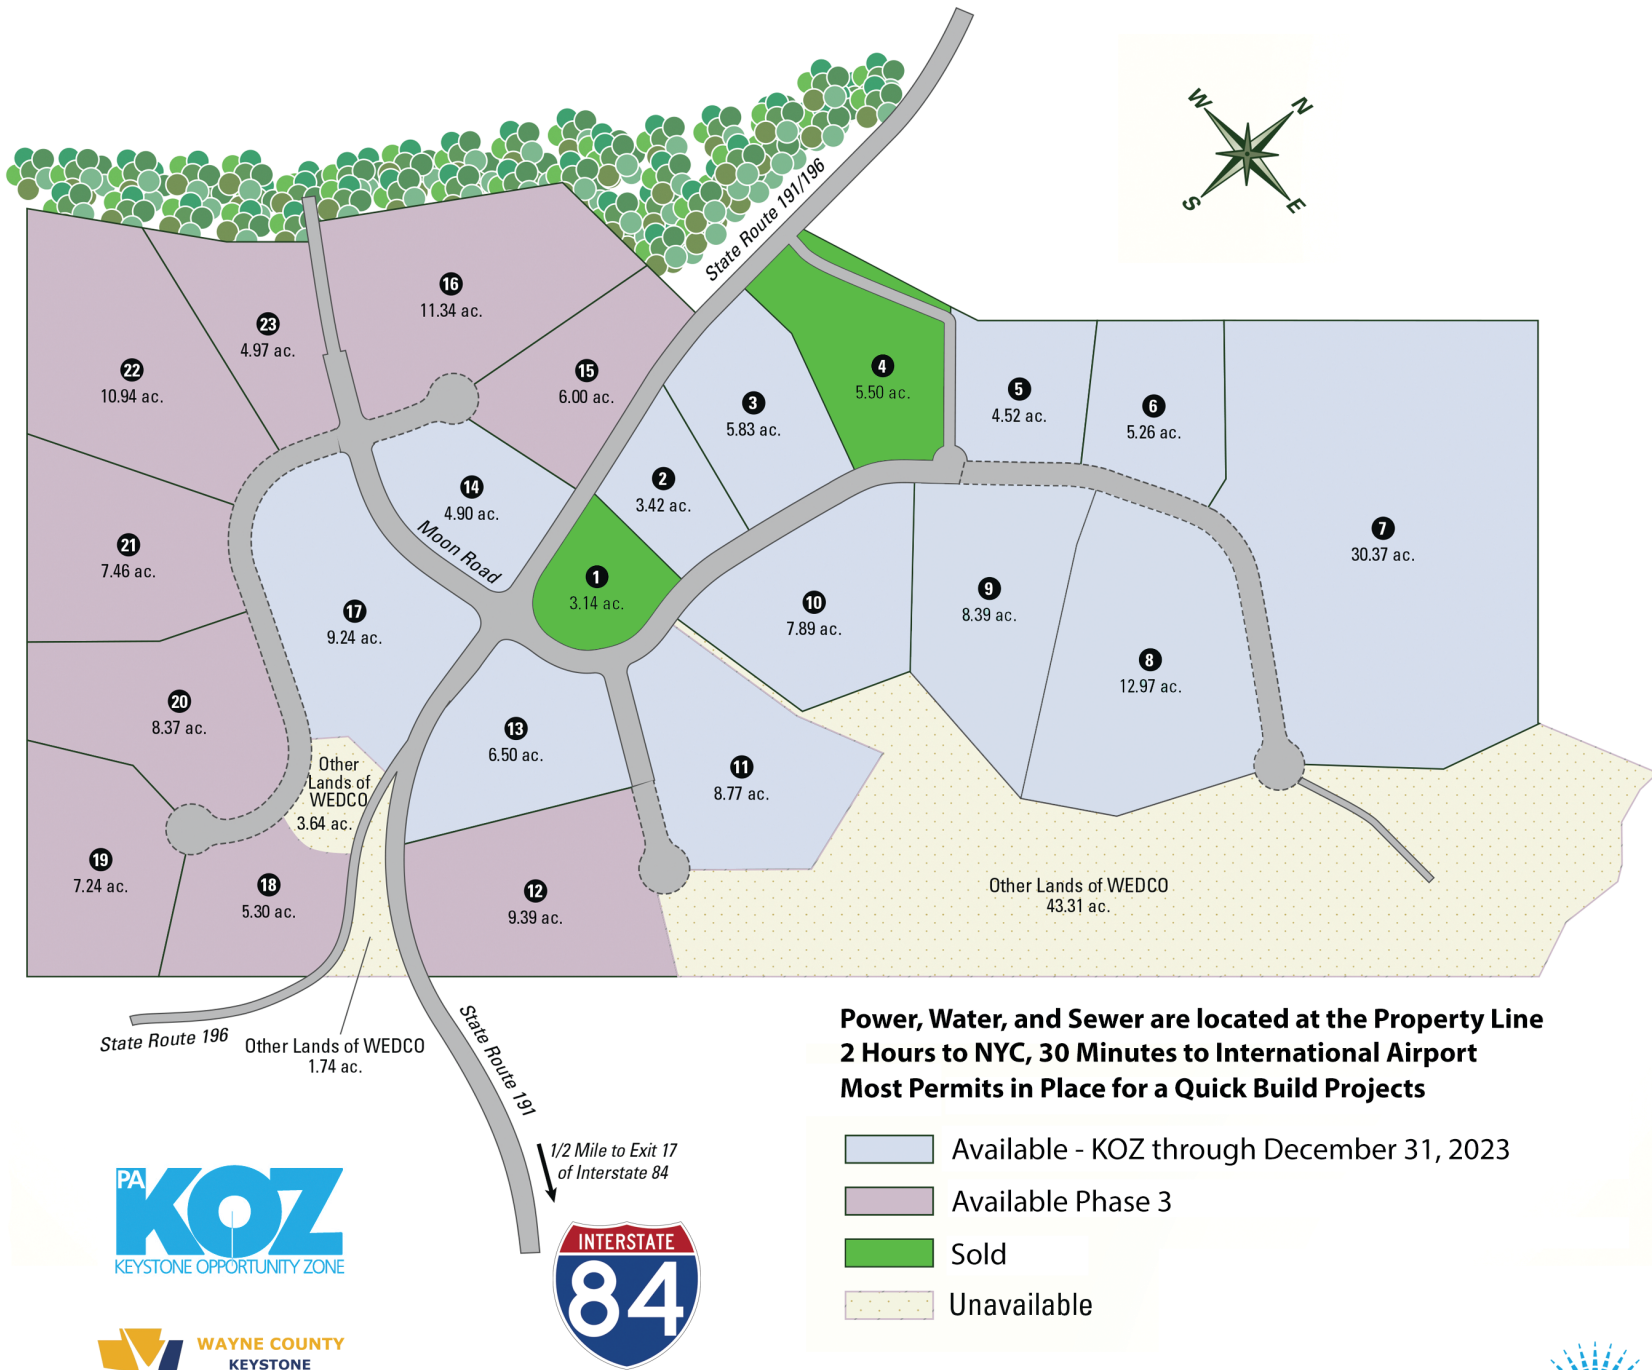 W
N
S
E
State Route 191/196
16
11.34 ac.
23
4.97 ac.
22
10.94 ac.
15
6.00 ac.
4
5.50 ac.
3
5.83 ac.
5
4.52 ac.
6
5.26 ac.
14
4.90 ac.
2
3.42 ac.
7
30.37 ac.
21
7.46 ac.
Moon Road
1
3.14 ac.
17
9.24 ac.
10
7.89 ac.
9
8.39 ac.
8
12.97 ac.
20
8.37 ac.
13
6.50 ac.
11
8.77 ac.
Other
Lands of
WEDCO
3.64 ac.
19
7.24 ac.
18
5.30 ac.
12
9.39 ac.
Other Lands of WEDCO
43.31 ac.
State Route 196
Other Lands of WEDCO
1.74 ac.
State Route 191
1/2 Mile to Exit 17
of Interstate 84
Power, Water, and Sewer are located at the Property Line
2 Hours to NYC, 30 Minutes to International Airport
Most Permits in Place for a Quick Build Projects
Available - KOZ through December 31, 2023
Available Phase 3
Sold
Unavailable
PA
KOZ
KEYSTONE OPPORTUNITY ZONE
INTERSTATE
84
WAYNE COUNTY
KEYSTONE